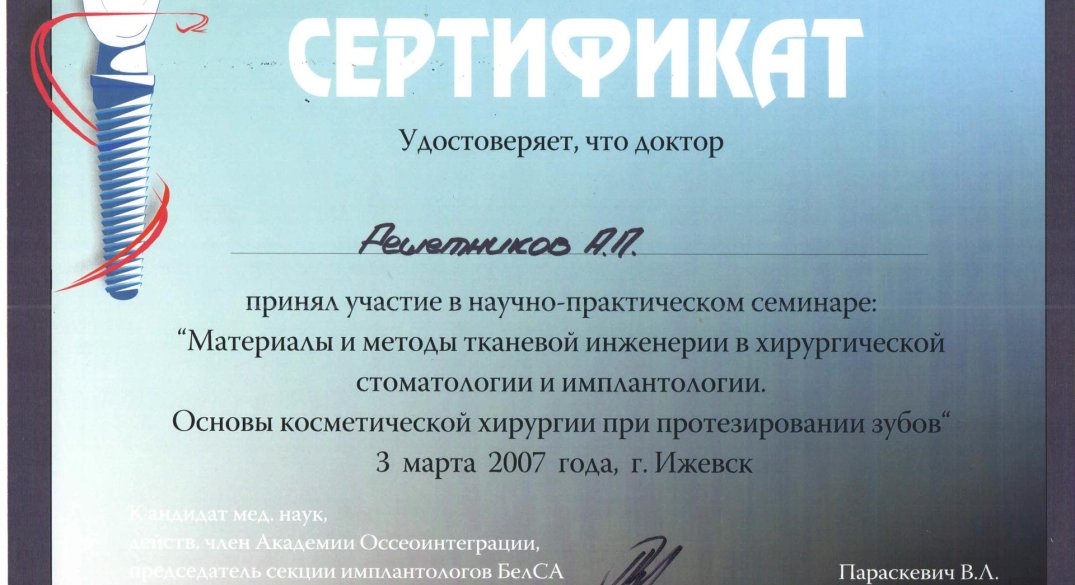 СЕРТИФИКАТ
Удостоверяет, что доктор
Решетников А.П.
принял участие в научно-практическом семинаре:
“Материалы и методы тканевой инженерии в хирургической
стоматологии и имплантологии.
Основы косметической хирургии при протезировании зубов“
3 марта 2007 года, г. Ижевск
Кандидат мед. наук,
действ. член Академии Оссеоинтеграции,
председатель секции имплантологов БелСА
Параскевич В.Л.